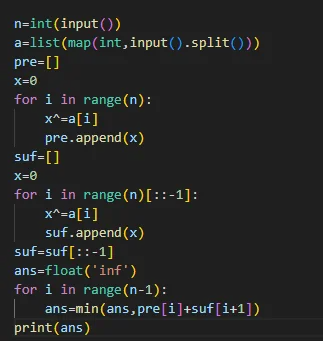 n=int(input())
a=list(map(int,input().split()))
pre=[]
x=0
for i in range(n):
    x^=a[i]
    pre.append(x)
suf=[]
x=0
for i in range(n)[::-1]:
    x^=a[i]
    suf.append(x)
suf=suf[::-1]
ans=float('inf')
for i in range(n-1):
    ans=min(ans,pre[i]+suf[i+1])
print(ans)